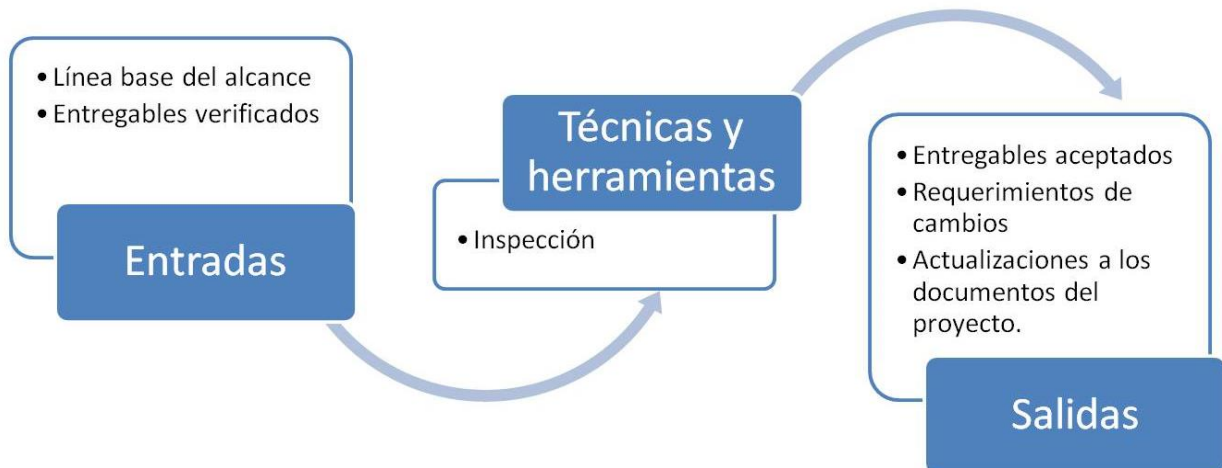 • Línea base del alcance
• Entregables verificados
Entradas
Técnicas y
herramientas
• Inspección
• Entregables aceptados
• Requerimientos de
cambios
• Actualizaciones a los
documentos del
proyecto.
Salidas